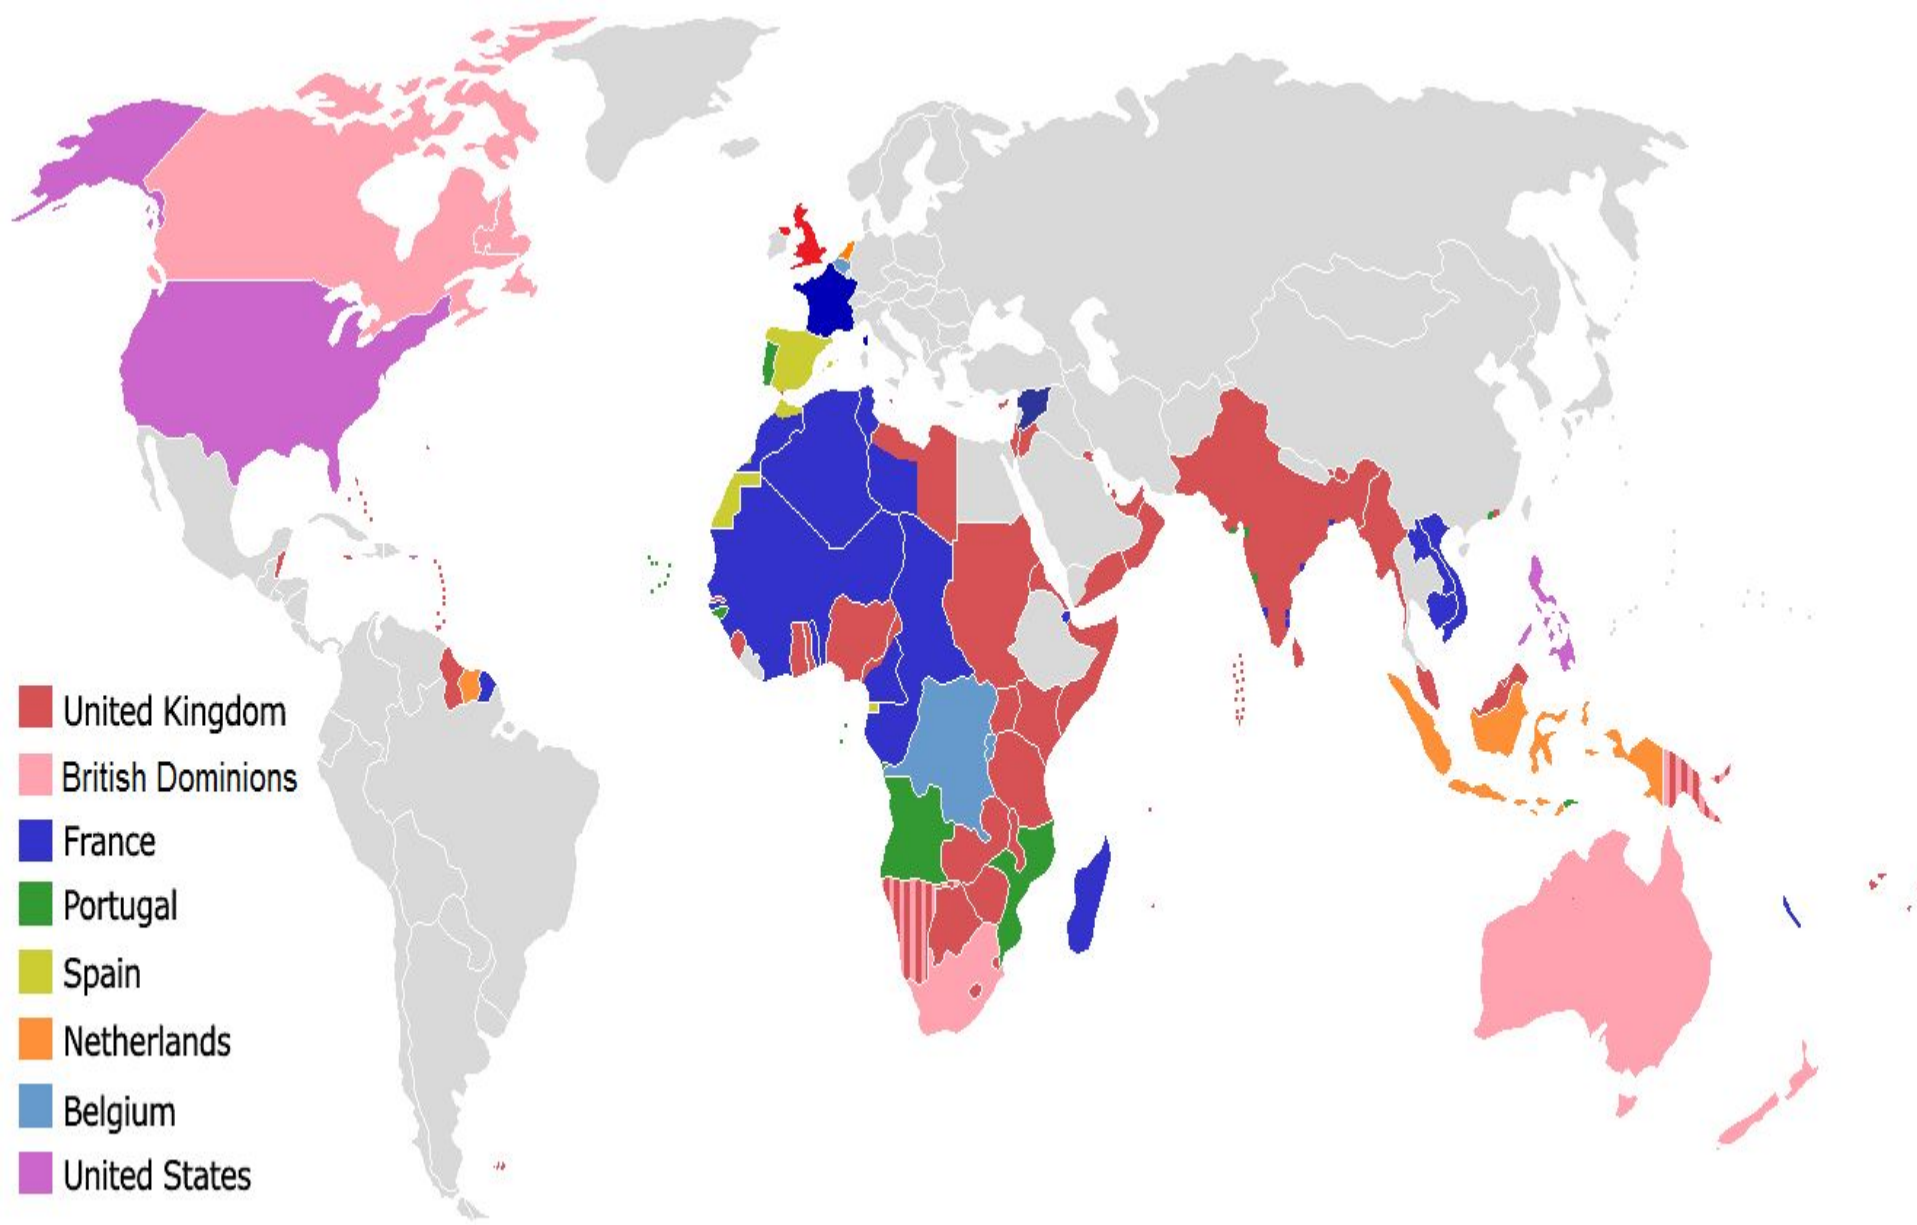 United Kingdom
British Dominions
France
Portugal
Spain
Netherlands
Belgium
United States